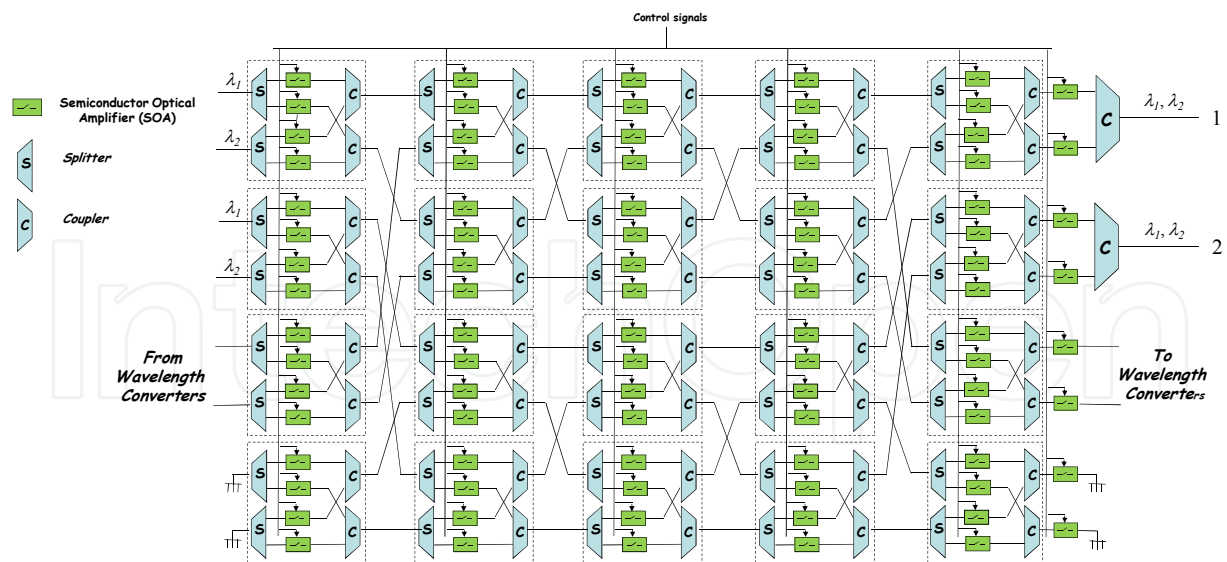 Control signals
Semiconductor Optical
Amplifier (SOA)
S Splitter
C Coupler
λ1 S C S C S C S C S C
C λ1, λ2 1
λ2 S C S C S C S C S C
λ1 S C S C S C S C S C
C λ1, λ2 2
λ2 S C S C S C S C S C
From
Wavelength
Converters
S C S C S C S C S C
S C S C S C S C S C
To
Wavelength
Converters
S C S C S C S C S C
S C S C S C S C S C
IntechOpen